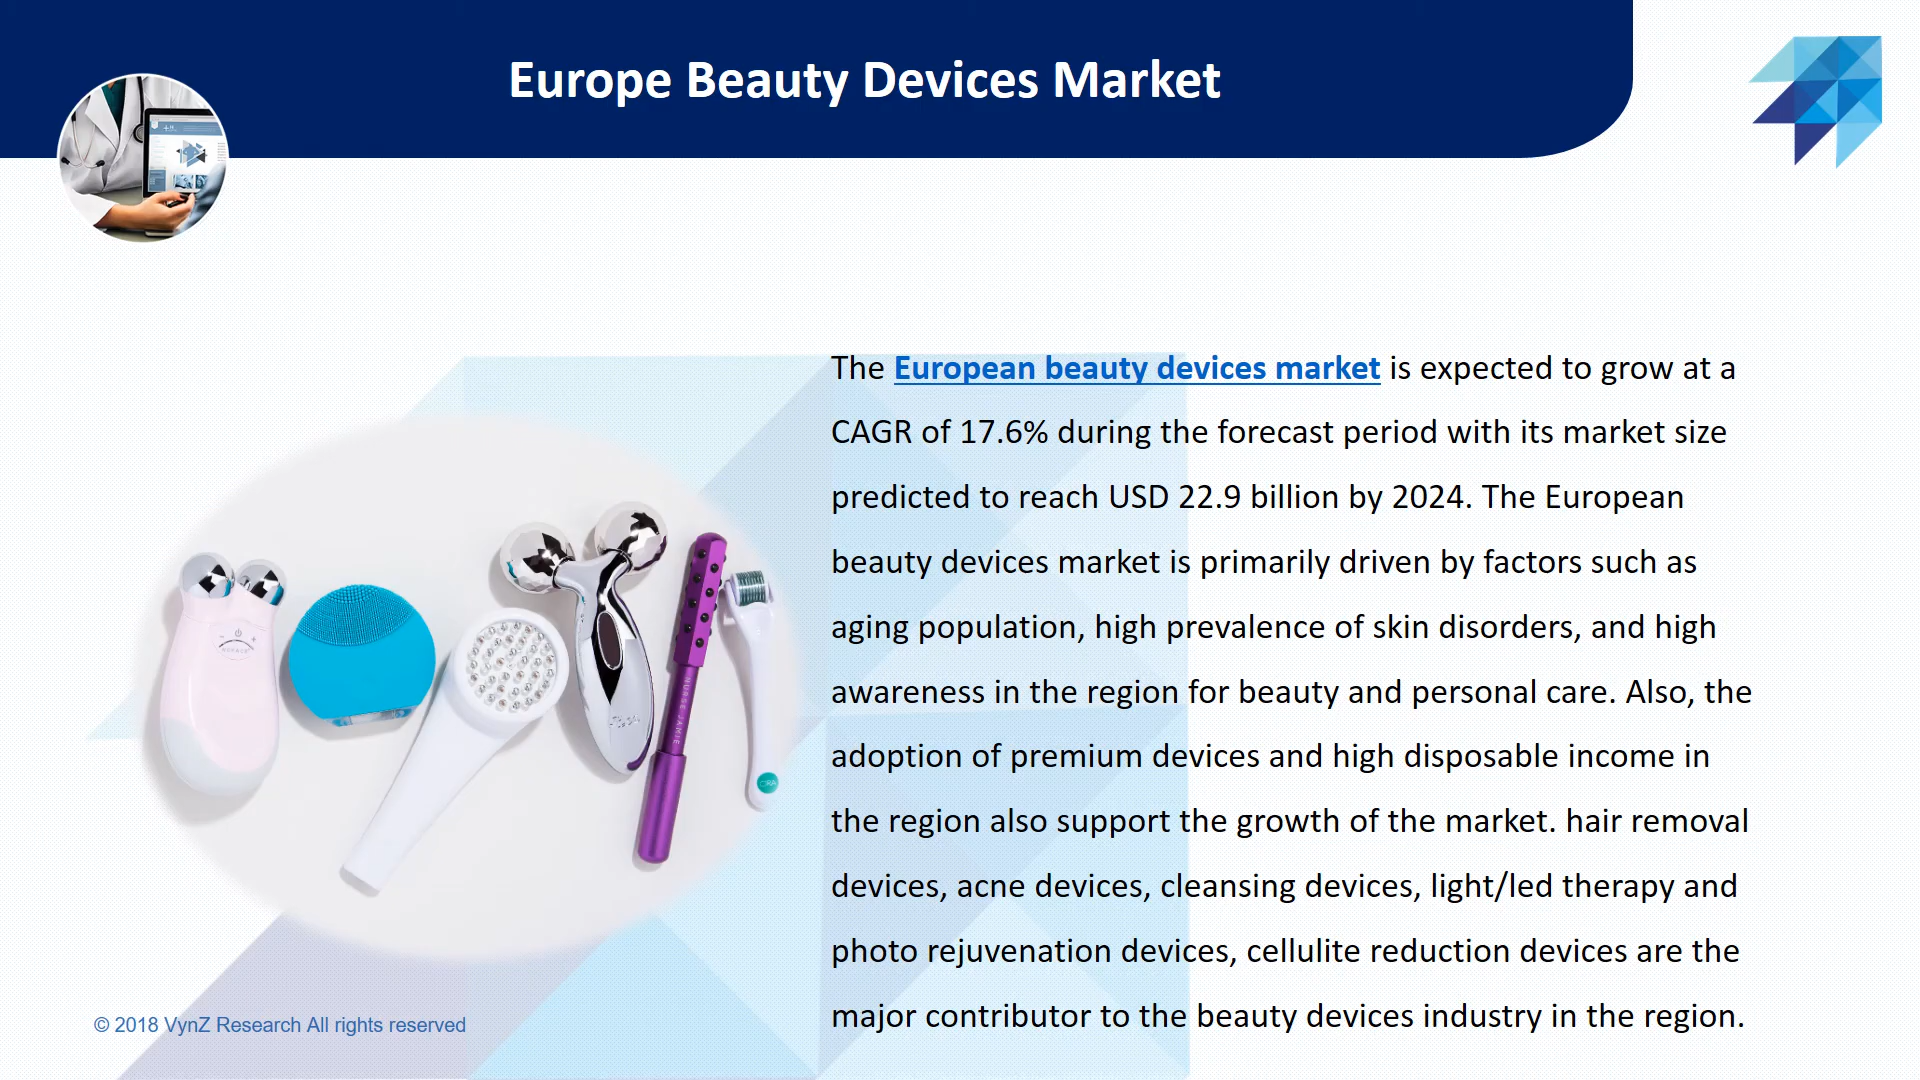 Europe Beauty Devices Market
The European beauty devices market is expected to grow at a
CAGR of 17.6% during the forecast period with its market size
predicted to reach USD 22.9 billion by 2024. The European
beauty devices market is primarily driven by factors such as
aging population, high prevalence of skin disorders, and high
awareness in the region for beauty and personal care. Also, the
adoption of premium devices and high disposable income in
the region also support the growth of the market. hair removal
devices, acne devices, cleansing devices, light/led therapy and
photo rejuvenation devices, cellulite reduction devices are the
major contributor to the beauty devices industry in the region.
NURSE JAMIE
ORA
© 2018 VynZ Research All rights reserved